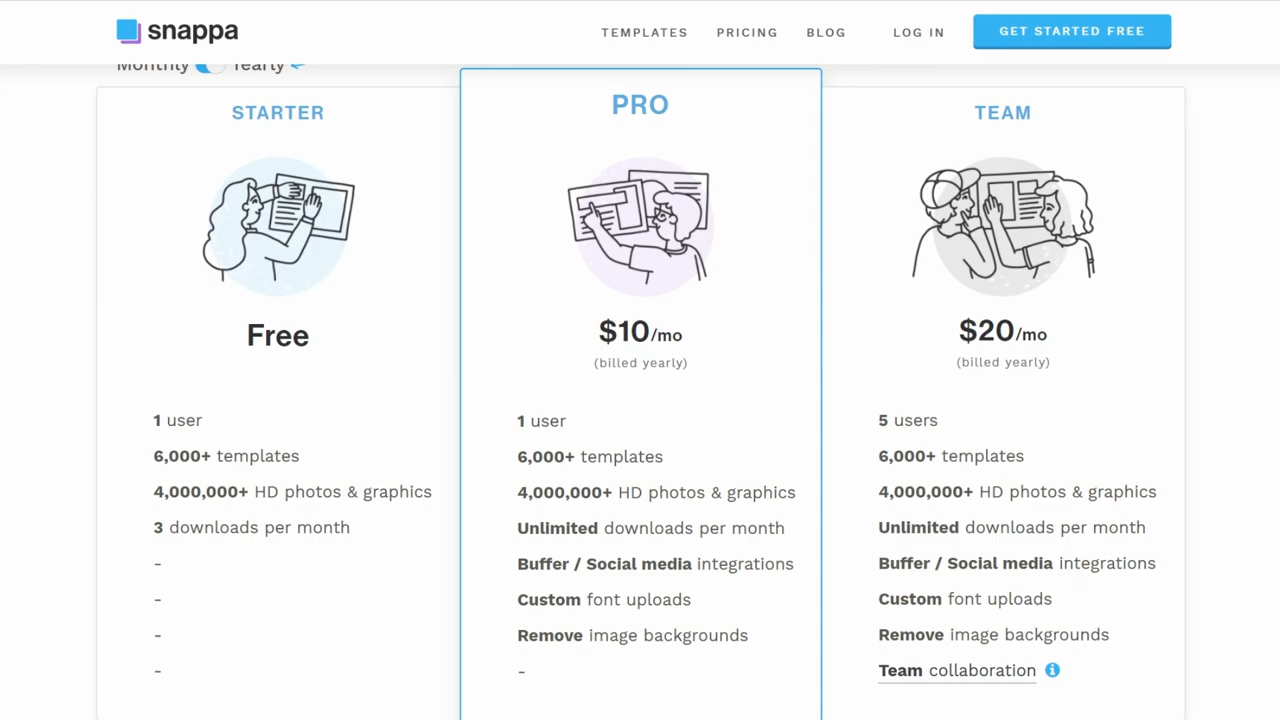 snappa
TEMPLATES PRICING BLOG LOG IN GET STARTED FREE
Monthly Yearly
STARTER
Free
1 user
6,000+ templates
4,000,000+ HD photos & graphics
3 downloads per month
-
-
-
-
PRO
$10/mo
(billed yearly)
1 user
6,000+ templates
4,000,000+ HD photos & graphics
Unlimited downloads per month
Buffer / Social media integrations
Custom font uploads
Remove image backgrounds
-
TEAM
$20/mo
(billed yearly)
5 users
6,000+ templates
4,000,000+ HD photos & graphics
Unlimited downloads per month
Buffer / Social media integrations
Custom font uploads
Remove image backgrounds
Team collaboration